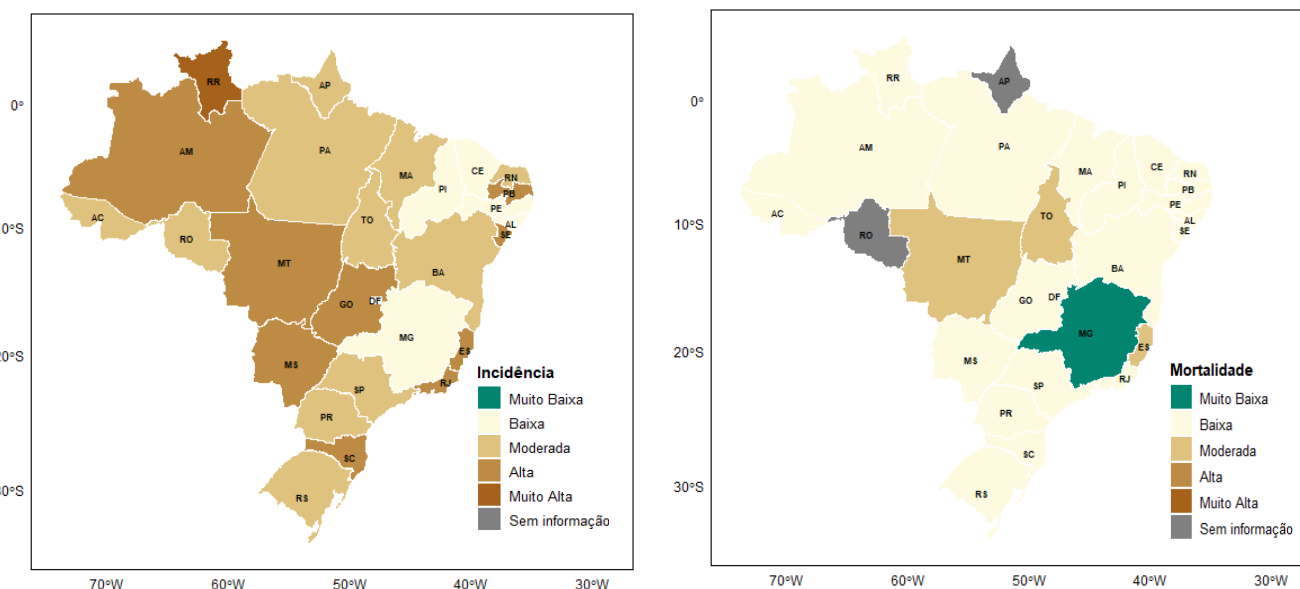 RR
AP
0°
AM
PA
MA
CE
RN
PI
PB
PE
AC
TO
AL
0°S
SE
RO
BA
MT
GO
DF
MG
20°S
ES
MS
RJ
SP
PR
SC
0°S
RS
Incidência
Muito Baixa
Baixa
Moderada
Alta
Muito Alta
Sem informação
70°W 60°W 50°W 40°W 30°W
RR
AP
0°
AM
PA
MA
CE
RN
PI
PB
PE
AC
TO
AL
10°S
SE
RO
MT
BA
GO
DF
MG
20°S
ES
MS
RJ
SP
PR
SC
30°S
RS
Mortalidade
Muito Baixa
Baixa
Moderada
Alta
Muito Alta
Sem informação
70°W 60°W 50°W 40°W 30°W